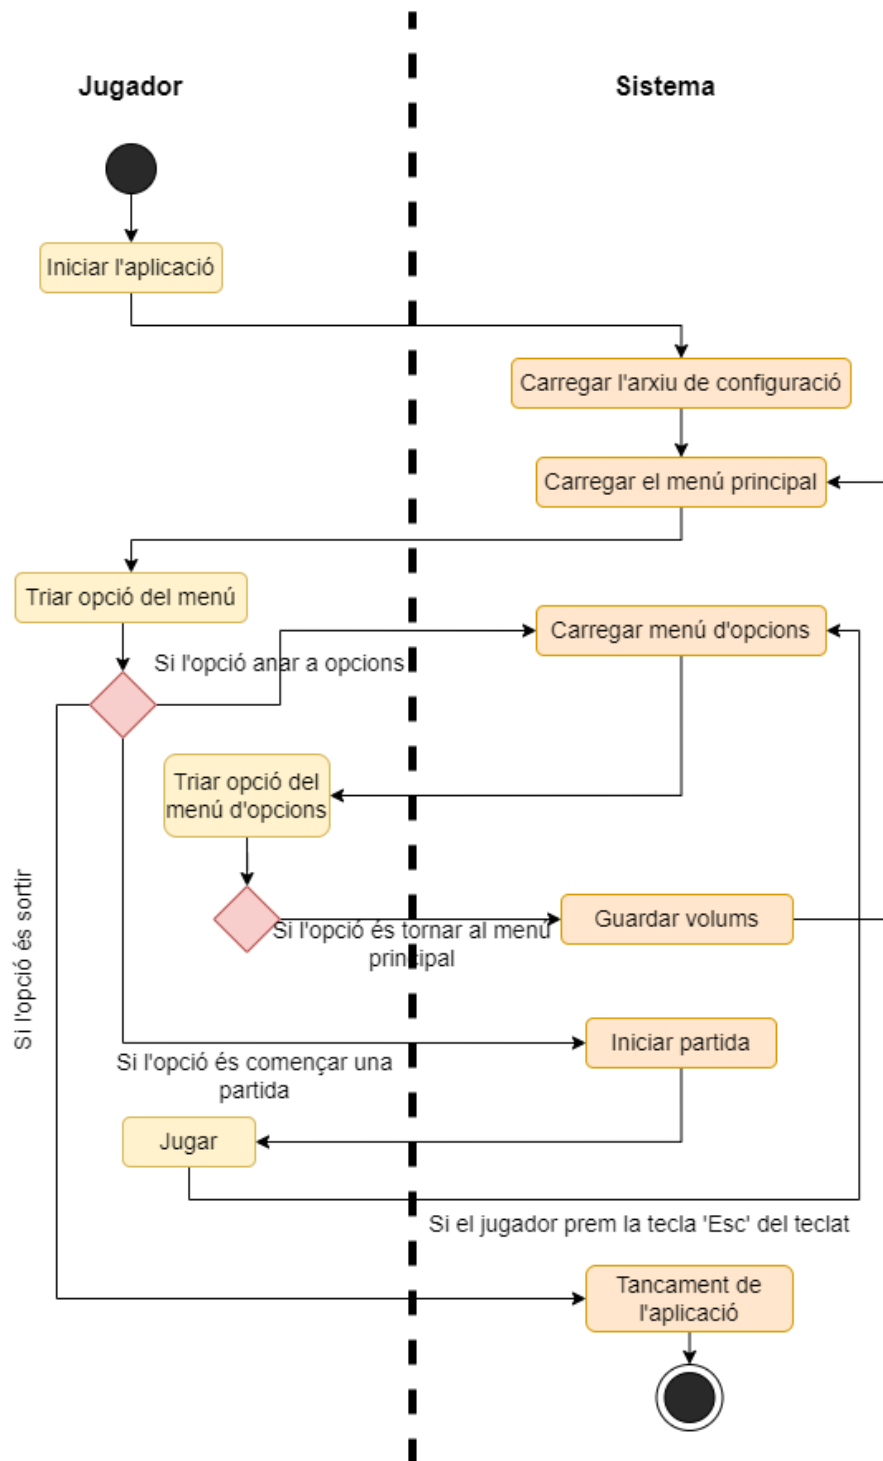 Jugador
Sistema
Iniciar l'aplicació
Carregar l'arxiu de configuració
Carregar el menú principal
Triar opció del menú
Carregar menú d'opcions
Si l'opció anar a opcions
Triar opció del
menú d'opcions
Si l'opció és sortir
Guardar volums
Si l'opció és tornar al menú
principal
Iniciar partida
Si l'opció és començar una
partida
Jugar
Si el jugador prem la tecla 'Esc' del teclat
Tancament de
l'aplicació